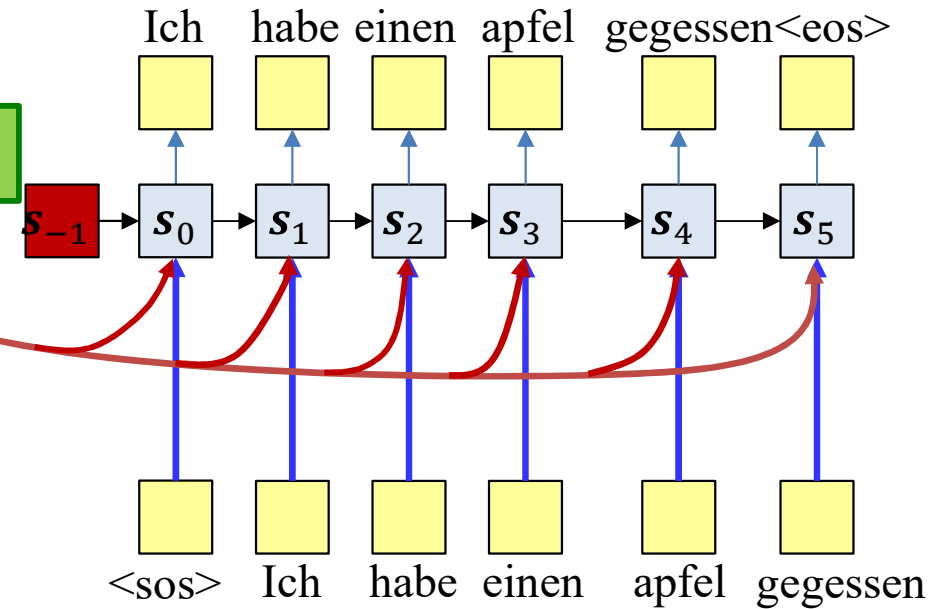 Ich habe einen apfel gegessen<eos>
s₋₁ s₀ s₁ s₂ s₃ s₄ s₅
<sos> Ich habe einen apfel gegessen